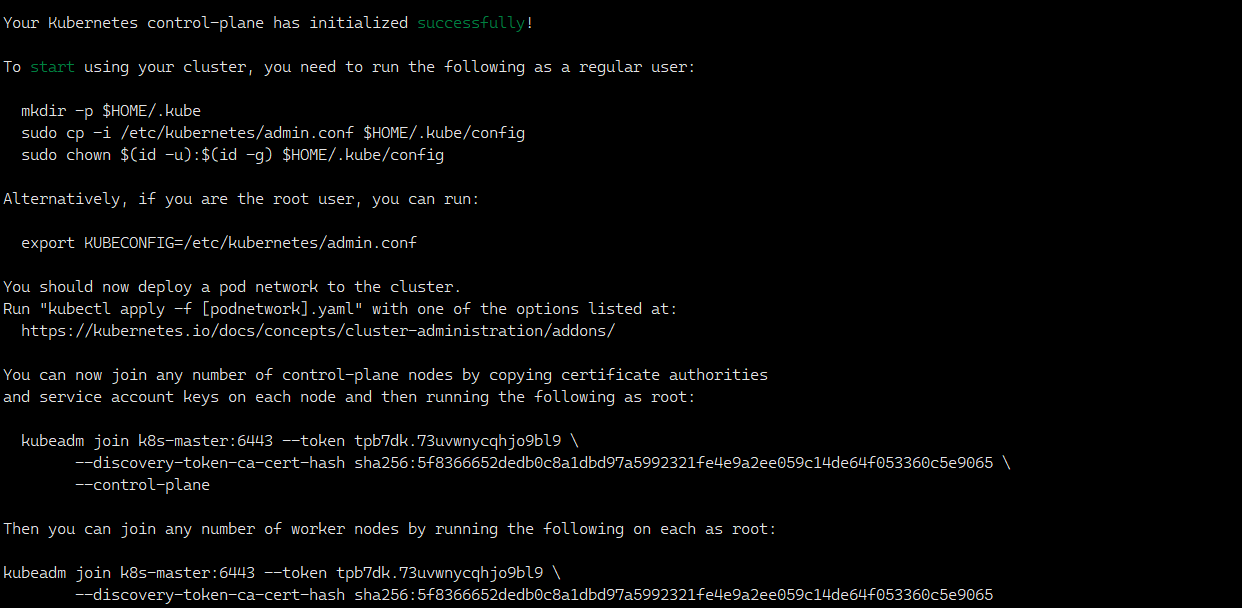 Your Kubernetes control-plane has initialized successfully!
To start using your cluster, you need to run the following as a regular user:
mkdir -p $HOME/.kube
sudo cp -i /etc/kubernetes/admin.conf $HOME/.kube/config
sudo chown $(id -u):$(id -g) $HOME/.kube/config
Alternatively, if you are the root user, you can run:
export KUBECONFIG=/etc/kubernetes/admin.conf
You should now deploy a pod network to the cluster.
Run "kubectl apply -f [podnetwork].yaml" with one of the options listed at:
https://kubernetes.io/docs/concepts/cluster-administration/addons/
You can now join any number of control-plane nodes by copying certificate authorities
and service account keys on each node and then running the following as root:
kubeadm join k8s-master:6443 --token tpb7dk.73uvwnycqhjo9bl9 \
--discovery-token-ca-cert-hash sha256:5f8366652dedb0c8a1dbd97a5992321fe4e9a2ee059c14de64f053360c5e9065 \
--control-plane
Then you can join any number of worker nodes by running the following on each as root:
kubeadm join k8s-master:6443 --token tpb7dk.73uvwnycqhjo9bl9 \
--discovery-token-ca-cert-hash sha256:5f8366652dedb0c8a1dbd97a5992321fe4e9a2ee059c14de64f053360c5e9065